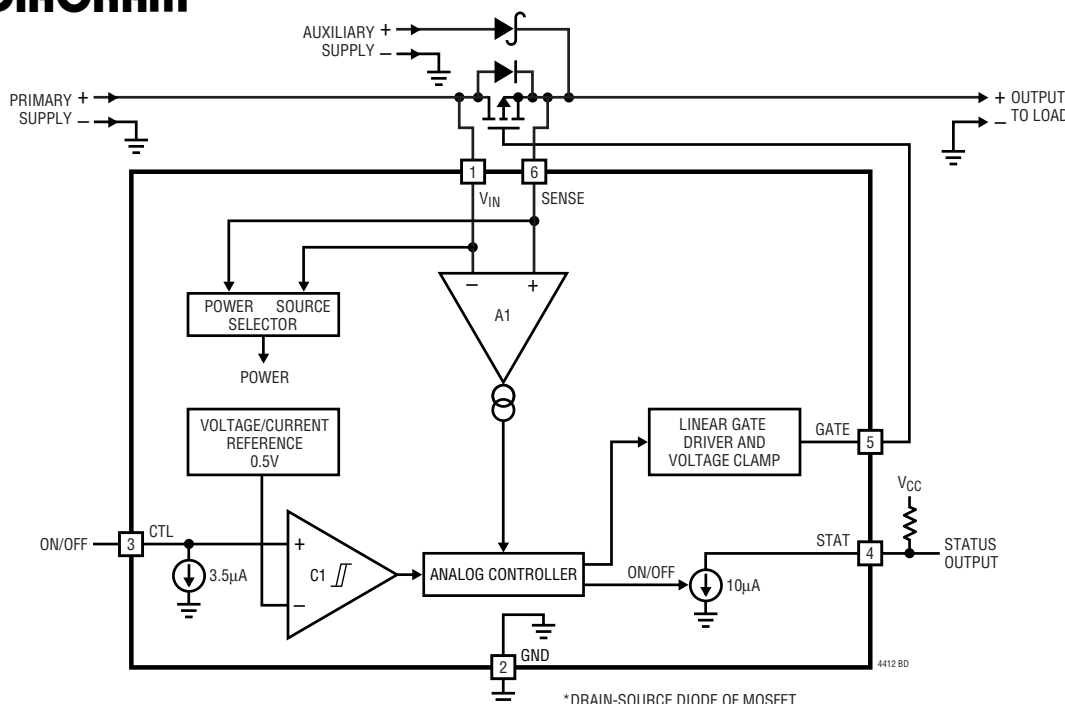 AUXILIARY +
SUPPLY –
PRIMARY +
SUPPLY –
+ OUTPUT
– TO LOAD
1
6
VIN
SENSE
– +
A1
POWER SOURCE
SELECTOR
POWER
VOLTAGE/CURRENT
REFERENCE
0.5V
LINEAR GATE
DRIVER AND
VOLTAGE CLAMP
GATE
5
VCC
ON/OFF
3
CTL
3.5µA
+
–
C1
ANALOG CONTROLLER
ON/OFF
10µA
STAT
4
STATUS
OUTPUT
2
GND
4412 BD
*DRAIN-SOURCE DIODE OF MOSFET